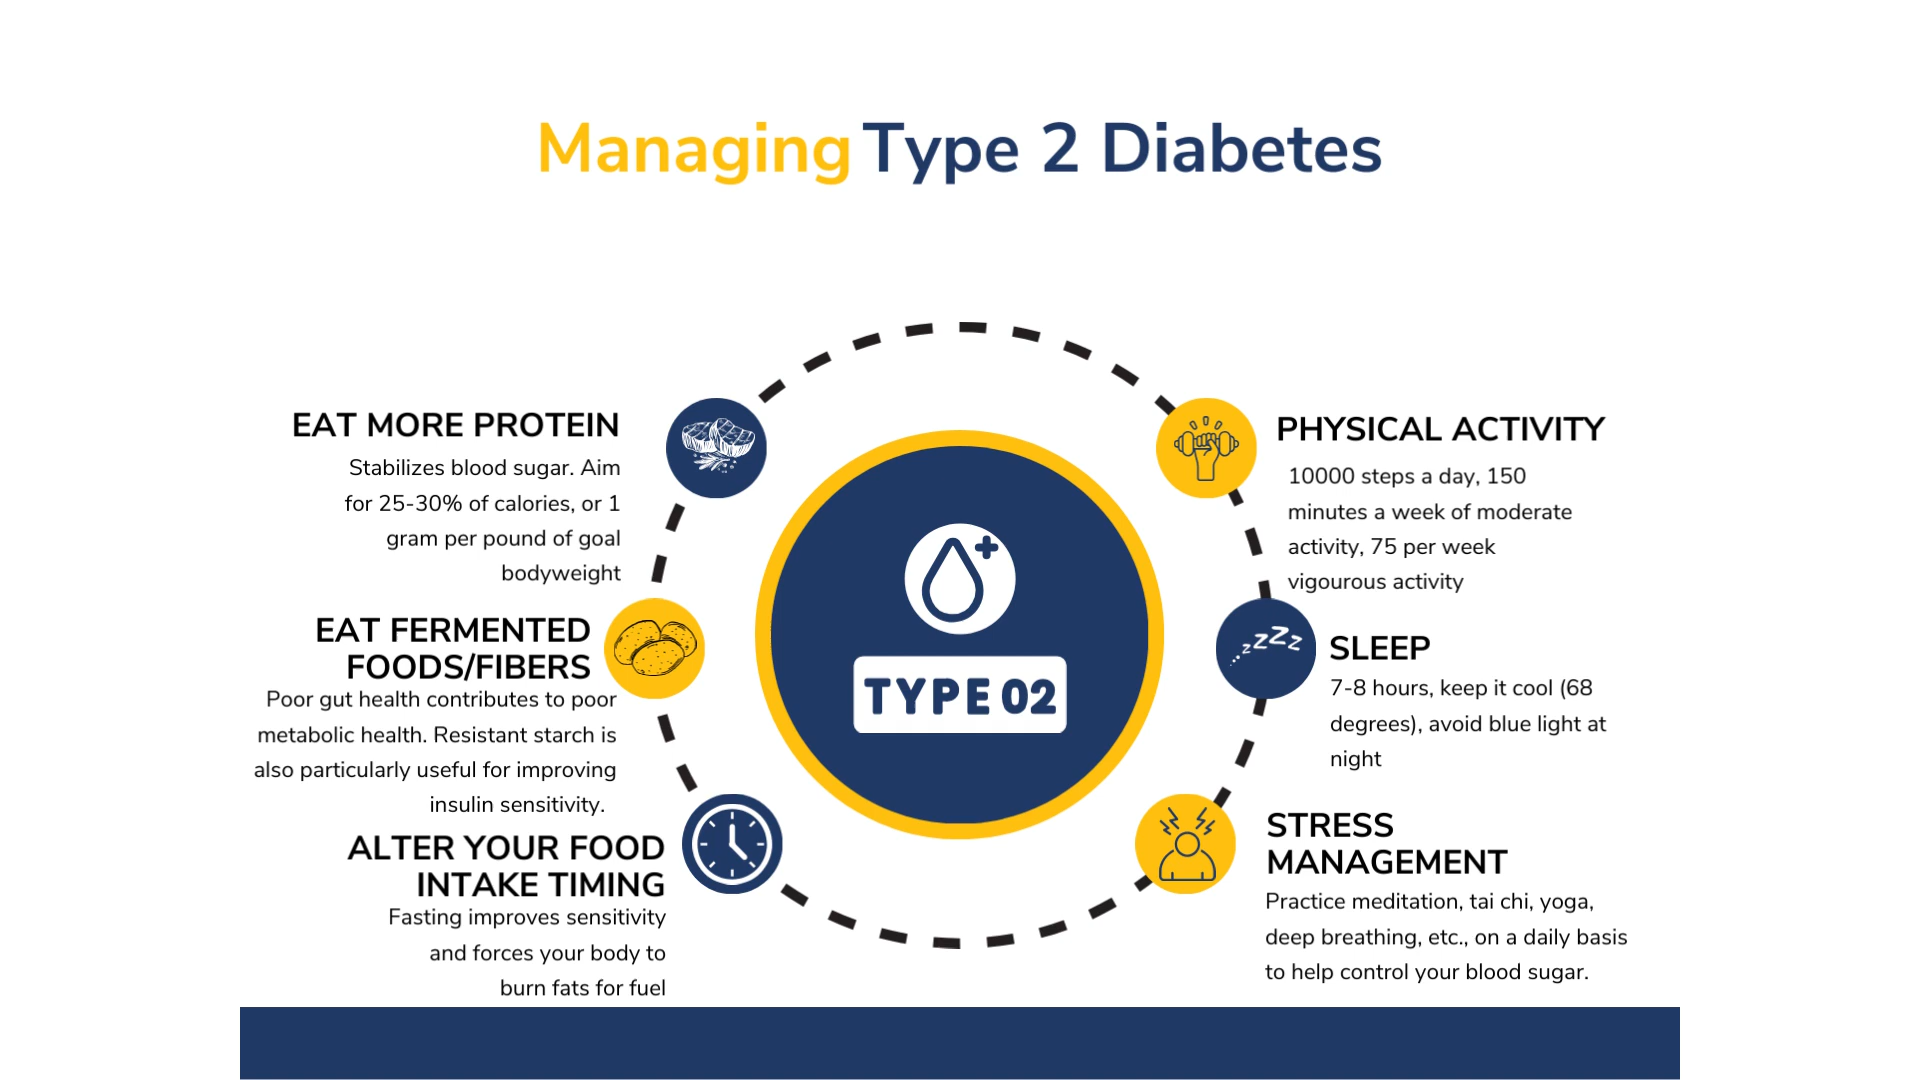 Managing Type 2 Diabetes
EAT MORE PROTEIN
Stabilizes blood sugar. Aim
for 25-30% of calories, or 1
gram per pound of goal
bodyweight
EAT FERMENTED
FOODS/FIBERS
Poor gut health contributes to poor
metabolic health. Resistant starch is
also particularly useful for improving
insulin sensitivity.
ALTER YOUR FOOD
INTAKE TIMING
Fasting improves sensitivity
and forces your body to
burn fats for fuel
TYPE 02
PHYSICAL ACTIVITY
10000 steps a day, 150
minutes a week of moderate
activity, 75 per week
vigourous activity
zzZZz
SLEEP
7-8 hours, keep it cool (68
degrees), avoid blue light at
night
STRESS
MANAGEMENT
Practice meditation, tai chi, yoga,
deep breathing, etc., on a daily basis
to help control your blood sugar.